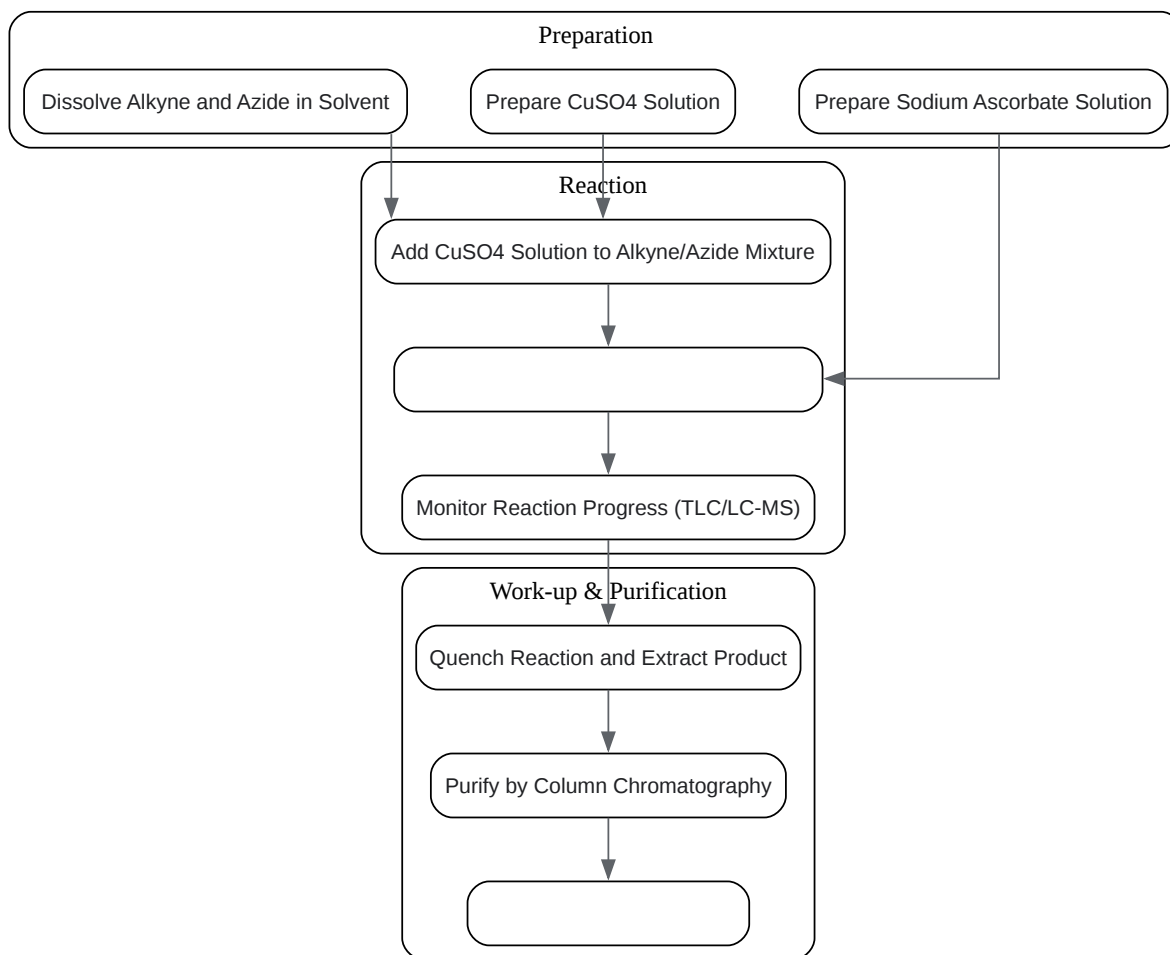 Preparation
Dissolve Alkyne and Azide in Solvent
Prepare CuSO4 Solution
Prepare Sodium Ascorbate Solution
Reaction
Add CuSO4 Solution to Alkyne/Azide Mixture
Monitor Reaction Progress (TLC/LC-MS)
Work-up & Purification
Quench Reaction and Extract Product
Purify by Column Chromatography